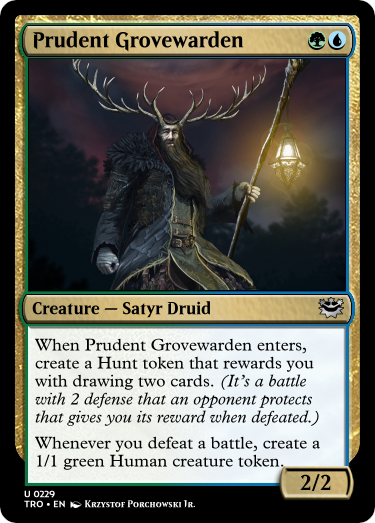 Prudent Grovewarden
Creature — Satyr Druid
When Prudent Grovewarden enters,
create a Hunt token that rewards you
with drawing two cards. (It's a battle
with 2 defense that an opponent protects
that gives you its reward when defeated.)
Whenever you defeat a battle, create a
1/1 green Human creature token.
2/2
U 0229
TRO • EN Krzystof Porchowski Jr.